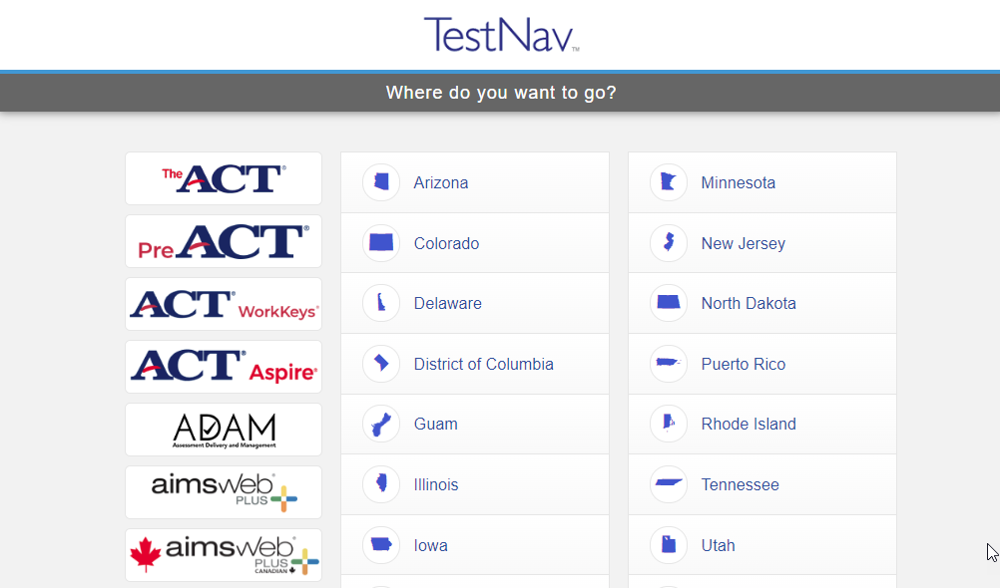 TestNav™
Where do you want to go?
The ACT®
PreACT®
ACT® WorkKeys®
ACT® Aspire®
ADAM
Assessment Delivery and Management
aimsweb®
PLUS
aimsweb®
PLUS
CANADIAN
Arizona
Colorado
Delaware
District of Columbia
Guam
Illinois
Iowa
Minnesota
New Jersey
North Dakota
Puerto Rico
Rhode Island
Tennessee
Utah